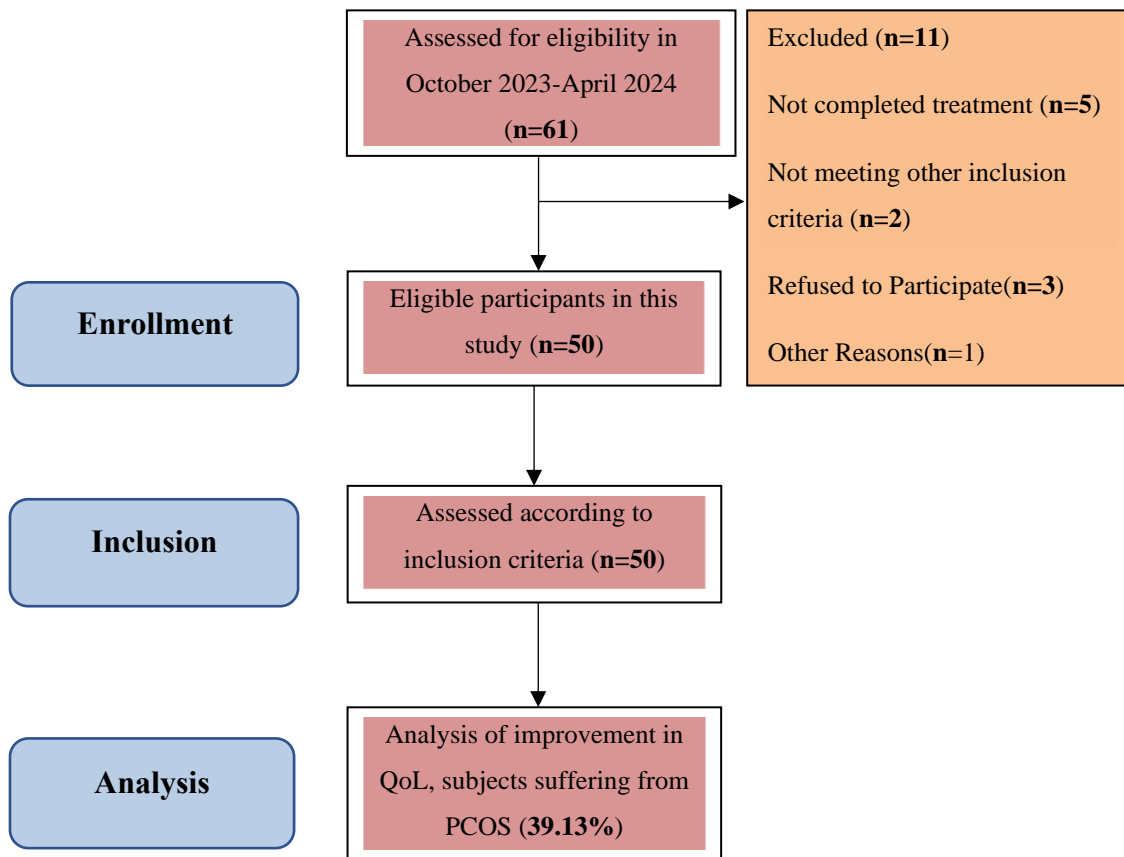 Assessed for eligibility in
October 2023-April 2024
(n=61)
Excluded (n=11)
Not completed treatment (n=5)
Not meeting other inclusion
criteria (n=2)
Refused to Participate(n=3)
Other Reasons(n=1)
Enrollment
Eligible participants in this
study (n=50)
Inclusion
Assessed according to
inclusion criteria (n=50)
Analysis
Analysis of improvement in
QoL, subjects suffering from
PCOS (39.13%)